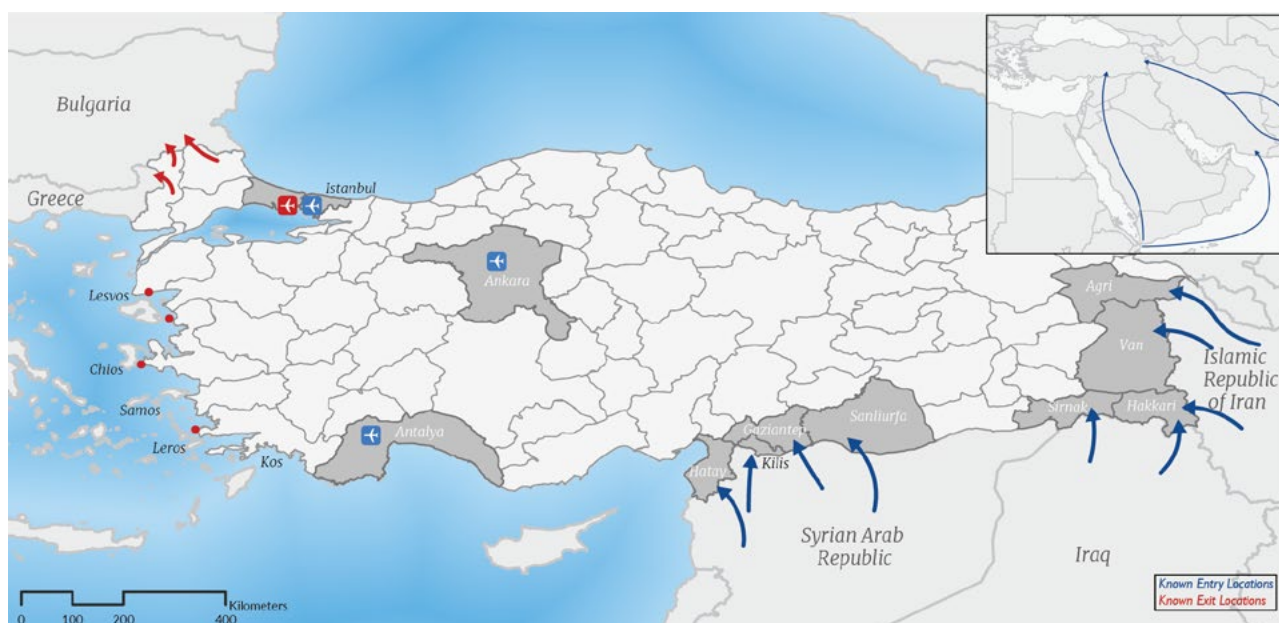 Bulgaria
Greece
Istanbul
Ankara
Lesvos
Chios
Samos
Leros
Kos
Antalya
Agri
Van
Islamic
Republic
of Iran
Sirnak
Hakkari
Sanliurfa
Gaziantep
Kilis
Hatay
Syrian Arab
Republic
Iraq
Known Entry Locations
Known Exit Locations
Kilometers
0 100 200 400